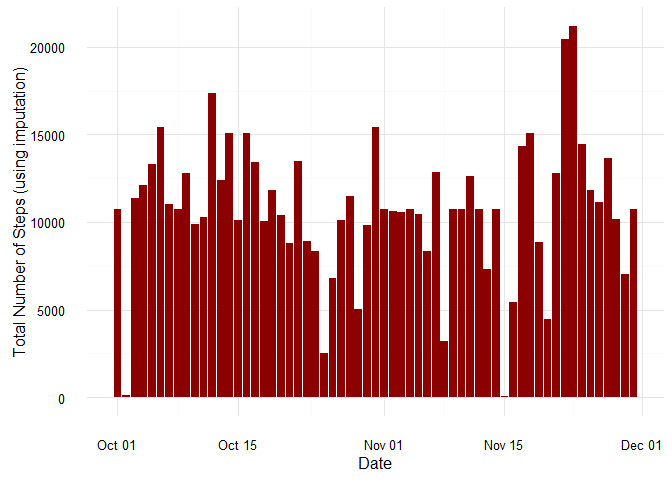 20000
15000
10000
5000
0
Total Number of Steps (using imputation)
Oct 01
Oct 15
Nov 01
Nov 15
Dec 01
Date